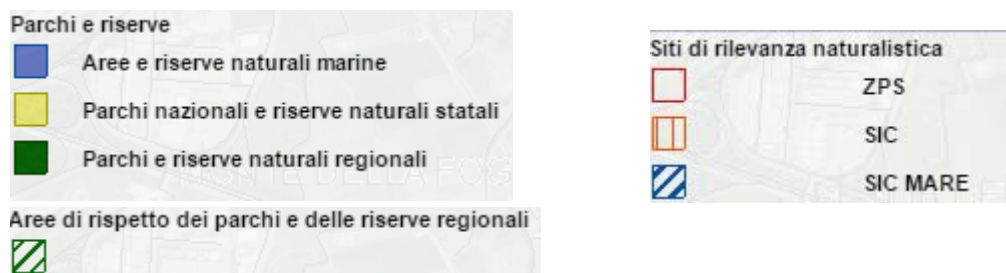 Parchi e riserve
Aree e riserve naturali marine
Parchi nazionali e riserve naturali statali
Parchi e riserve naturali regionali
Aree di rispetto dei parchi e delle riserve regionali
Siti di rilevanza naturalistica
ZPS
SIC
SIC MARE